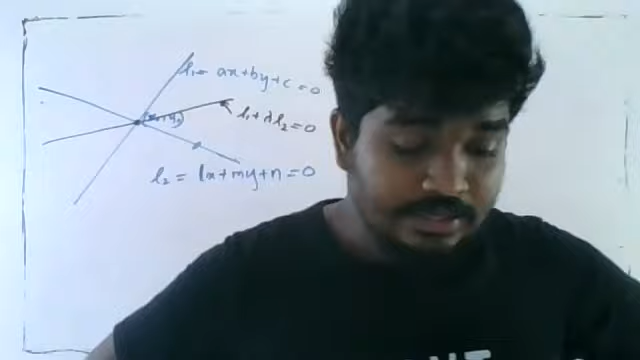 l₁ = ax+by+c=0
l₁+λl₂=0
l₂ = lx+my+n=0